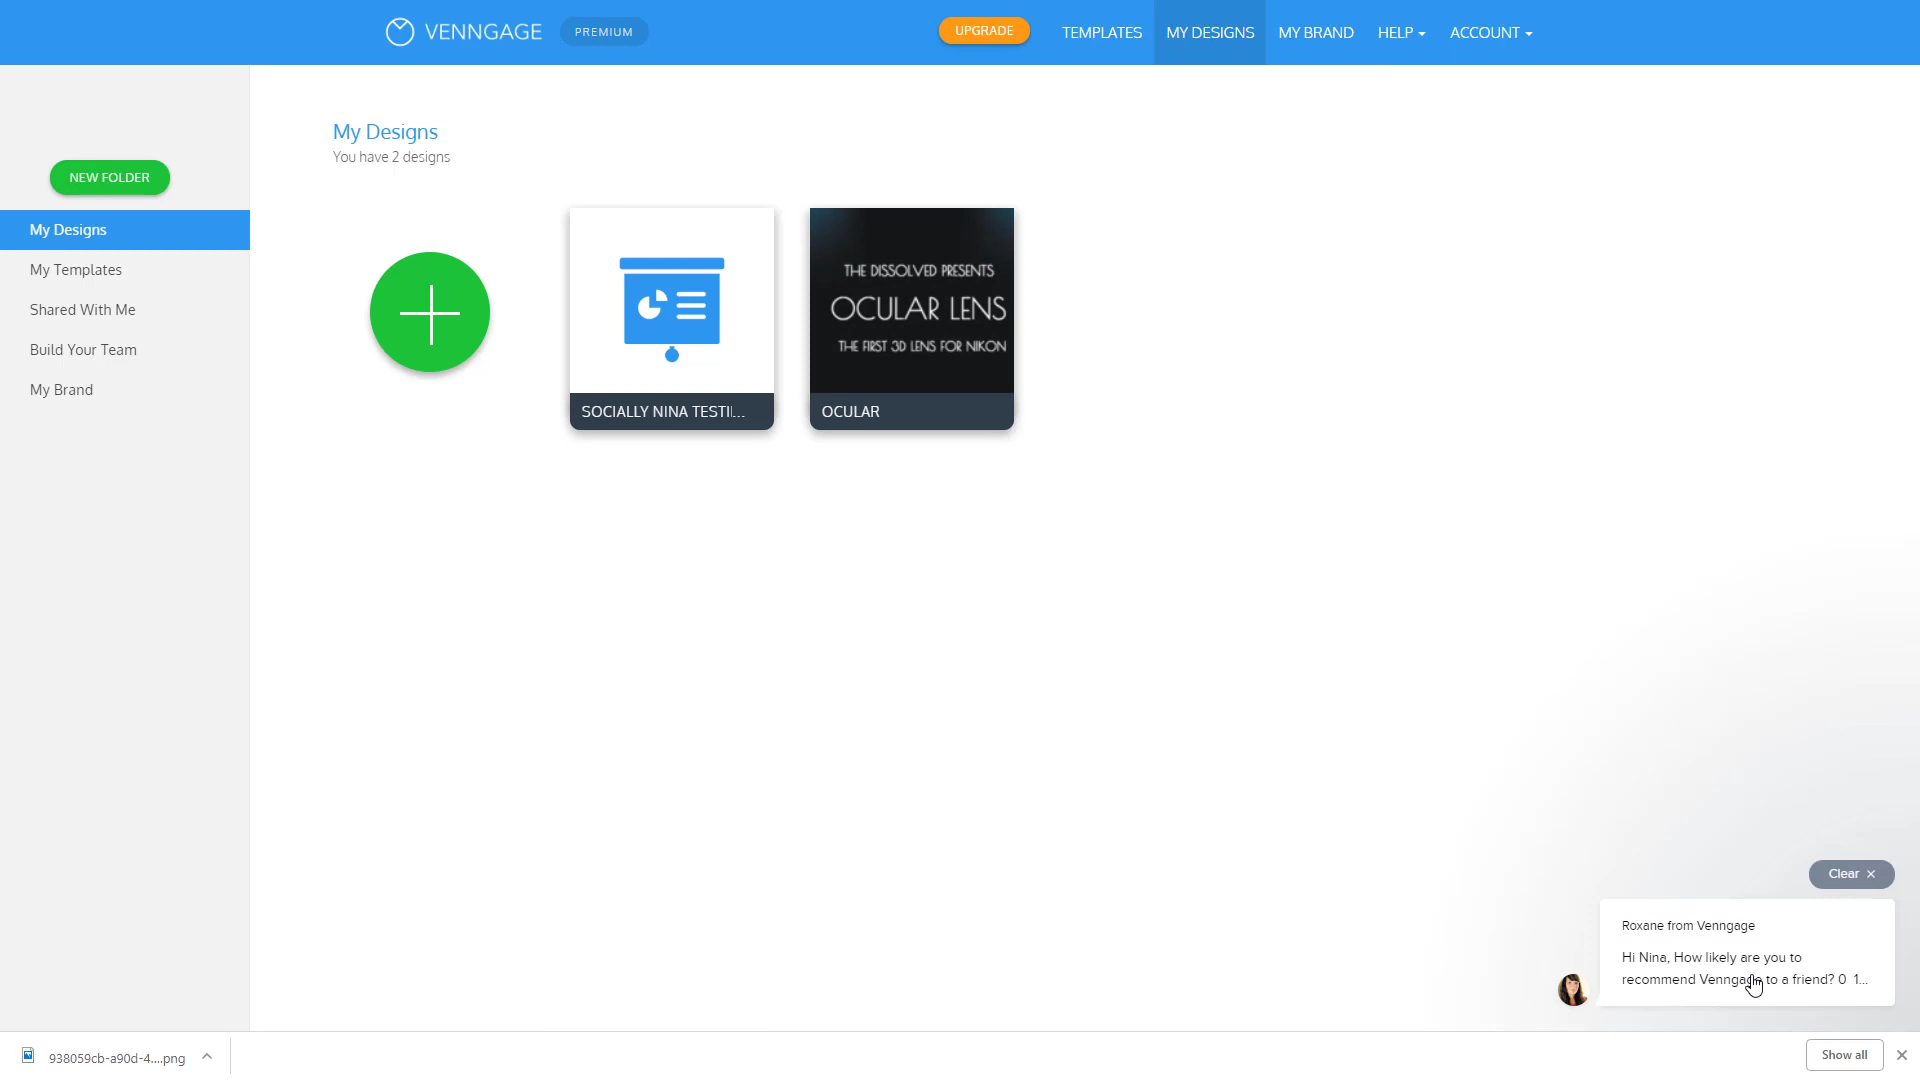 VENNGAGE PREMIUM UPGRADE TEMPLATES MY DESIGNS MY BRAND HELP ACCOUNT
NEW FOLDER
My Designs
My Templates
Shared With Me
Build Your Team
My Brand
My Designs
You have 2 designs
SOCIALLY NINA TESTI...
THE DISSOLVED PRESENTS
OCULAR LENS
THE FIRST 3D LENS FOR NIKON
OCULAR
Clear ×
Roxane from Venngage
Hi Nina, How likely are you to
recommend Venngage to a friend? 0 1...
938059cb-a90d-4....png
Show all